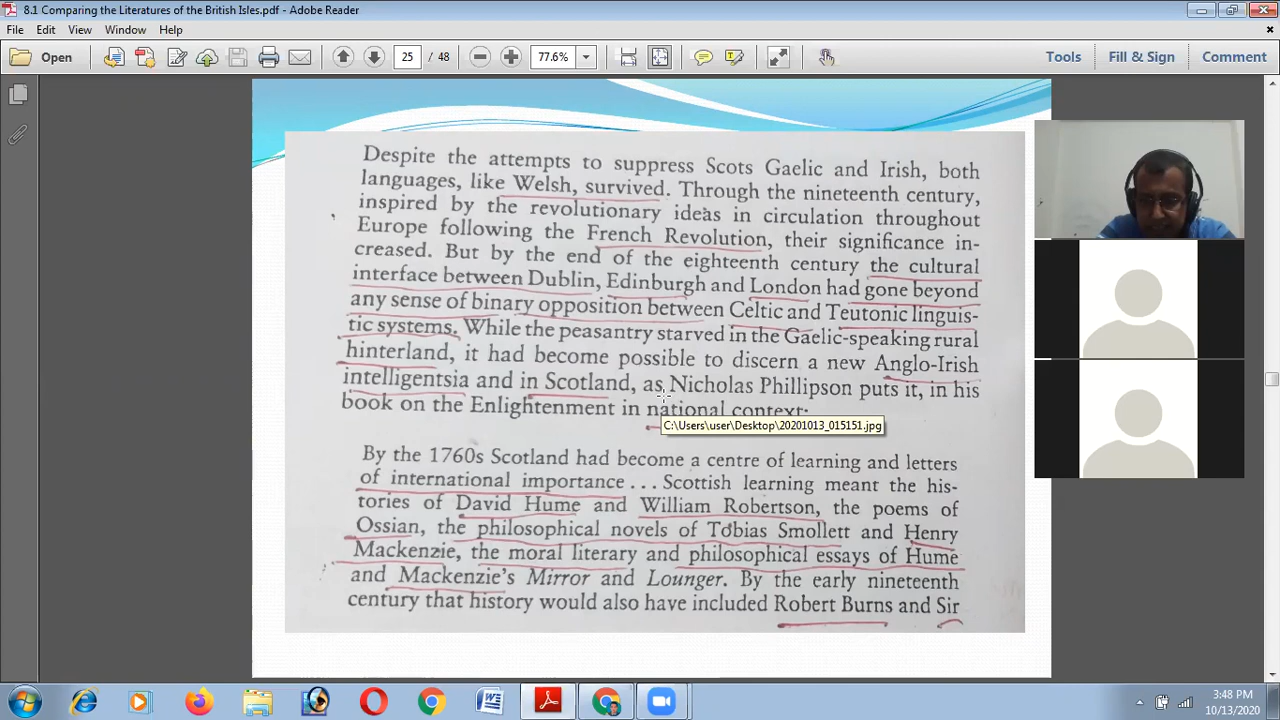 8.1 Comparing the Literatures of the British Isles.pdf - Adobe Reader
File Edit View Window Help
Open 25 / 48 77.6% Tools Fill & Sign Comment
Despite the attempts to suppress Scots Gaelic and Irish, both
languages, like Welsh, survived. Through the nineteenth century,
inspired by the revolutionary ideas in circulation throughout
Europe following the French Revolution, their significance in-
creased. But by the end of the eighteenth century the cultural
interface between Dublin, Edinburgh and London had gone beyond
any sense of binary opposition between Celtic and Teutonic linguis-
tic systems. While the peasantry starved in the Gaelic-speaking rural
hinterland, it had become possible to discern a new Anglo-Irish
intelligentsia and in Scotland, as Nicholas Phillipson puts it, in his
book on the Enlightenment in national context:
C:\Users\user\Desktop\20201013_015151.jpg
By the 1760s Scotland had become a centre of learning and letters
of international importance ... Scottish learning meant the his-
tories of David Hume and William Robertson, the poems of
Ossian, the philosophical novels of Tobias Smollett and Henry
Mackenzie, the moral literary and philosophical essays of Hume
and Mackenzie's Mirror and Lounger. By the early nineteenth
century that history would also have included Robert Burns and Sir
3:48 PM
10/13/2020